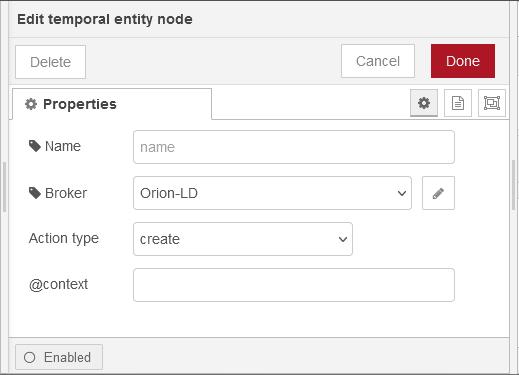 Edit temporal entity node
Delete
Cancel
Done
Properties
Name
name
Broker
Orion-LD
Action type
create
@context
Enabled